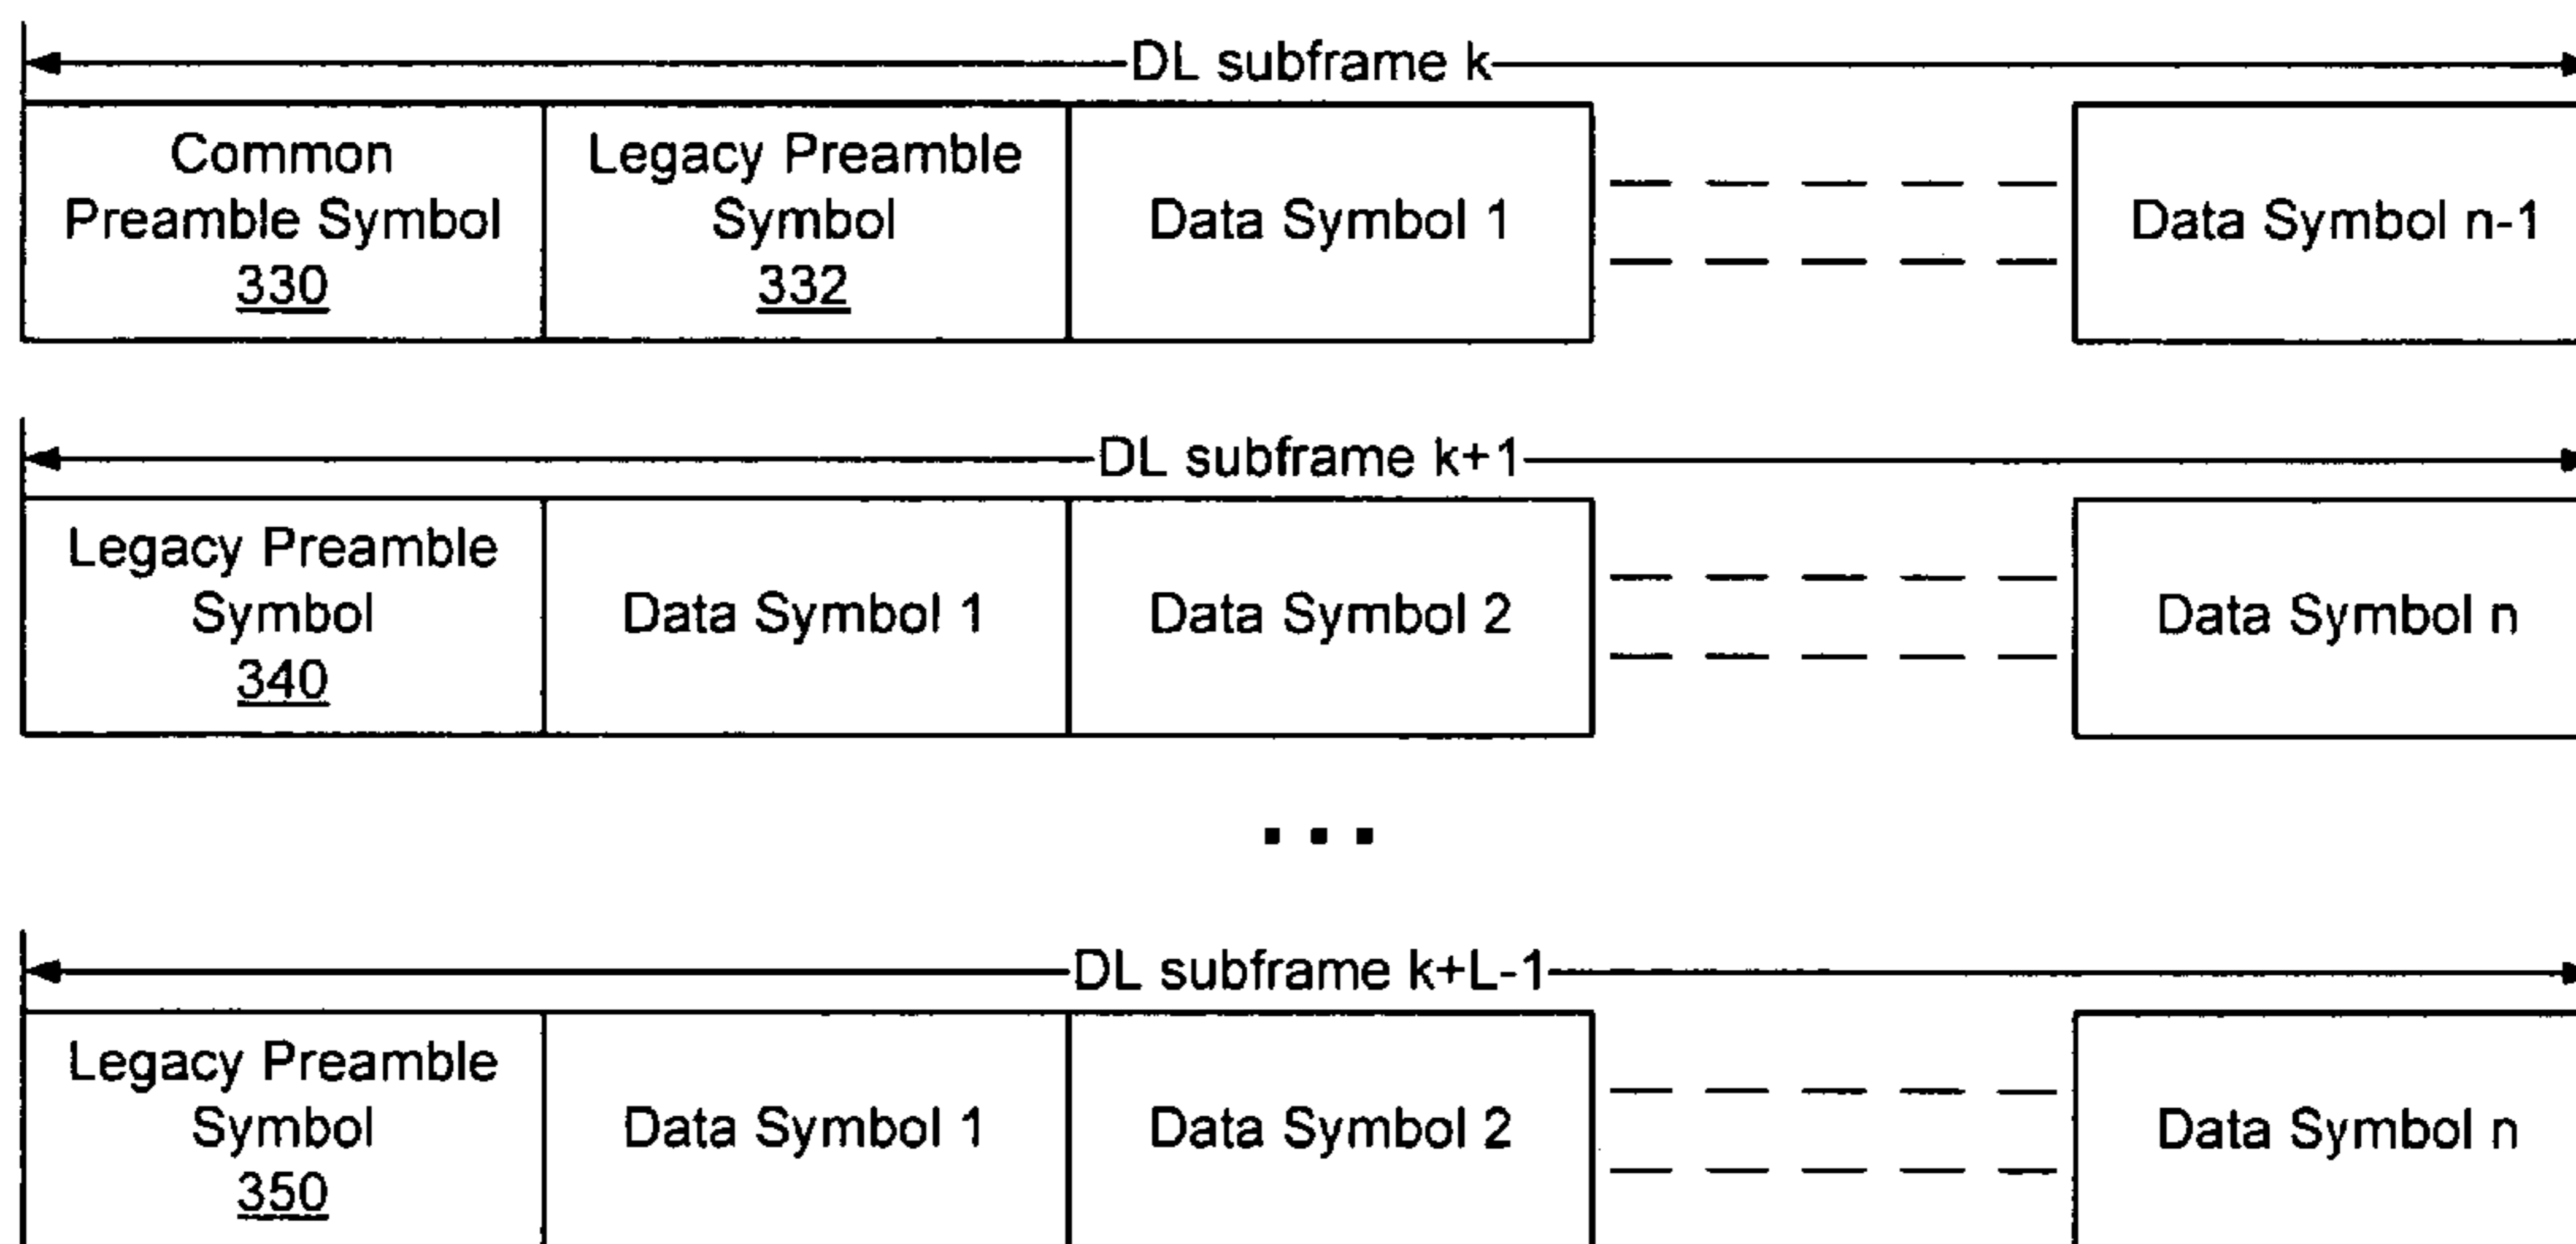 DL subframe k
Common
Preamble Symbol
330
Legacy Preamble
Symbol
332
Data Symbol 1
Data Symbol n-1
DL subframe k+1
Legacy Preamble
Symbol
340
Data Symbol 1
Data Symbol 2
Data Symbol n
. . .
DL subframe k+L-1
Legacy Preamble
Symbol
350
Data Symbol 1
Data Symbol 2
Data Symbol n